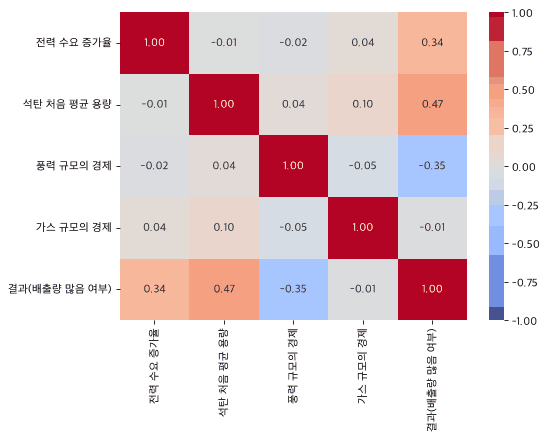 전력 수요 증가율 1.00 -0.01 -0.02 0.04 0.34
석탄 처음 평균 용량 -0.01 1.00 0.04 0.10 0.47
풍력 규모의 경제 -0.02 0.04 1.00 -0.05 -0.35
가스 규모의 경제 0.04 0.10 -0.05 1.00 -0.01
결과(배출량 많음 여부) 0.34 0.47 -0.35 -0.01 1.00
전력 수요 증가율
석탄 처음 평균 용량
풍력 규모의 경제
가스 규모의 경제
결과(배출량 많음 여부)
1.00
0.75
0.50
0.25
0.00
-0.25
-0.50
-0.75
-1.00